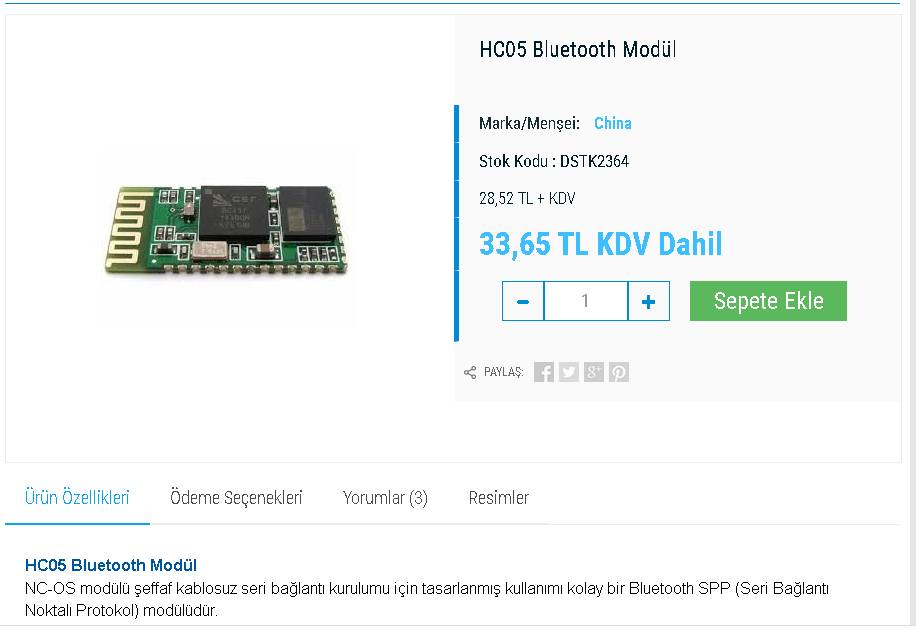 HC05 Bluetooth Modül
Marka/Menşei: China
Stok Kodu : DSTK2364
28,52 TL + KDV
33,65 TL KDV Dahil
- 1 +
Sepete Ekle
PAYLAŞ:
csr
Ürün Özellikleri
Ödeme Seçenekleri
Yorumlar (3)
Resimler
HC05 Bluetooth Modül
NC-OS modülü şeffaf kablosuz seri bağlantı kurulumu için tasarlanmış kullanımı kolay bir Bluetooth SPP (Seri Bağlantı
Noktalı Protokol) modülüdür.